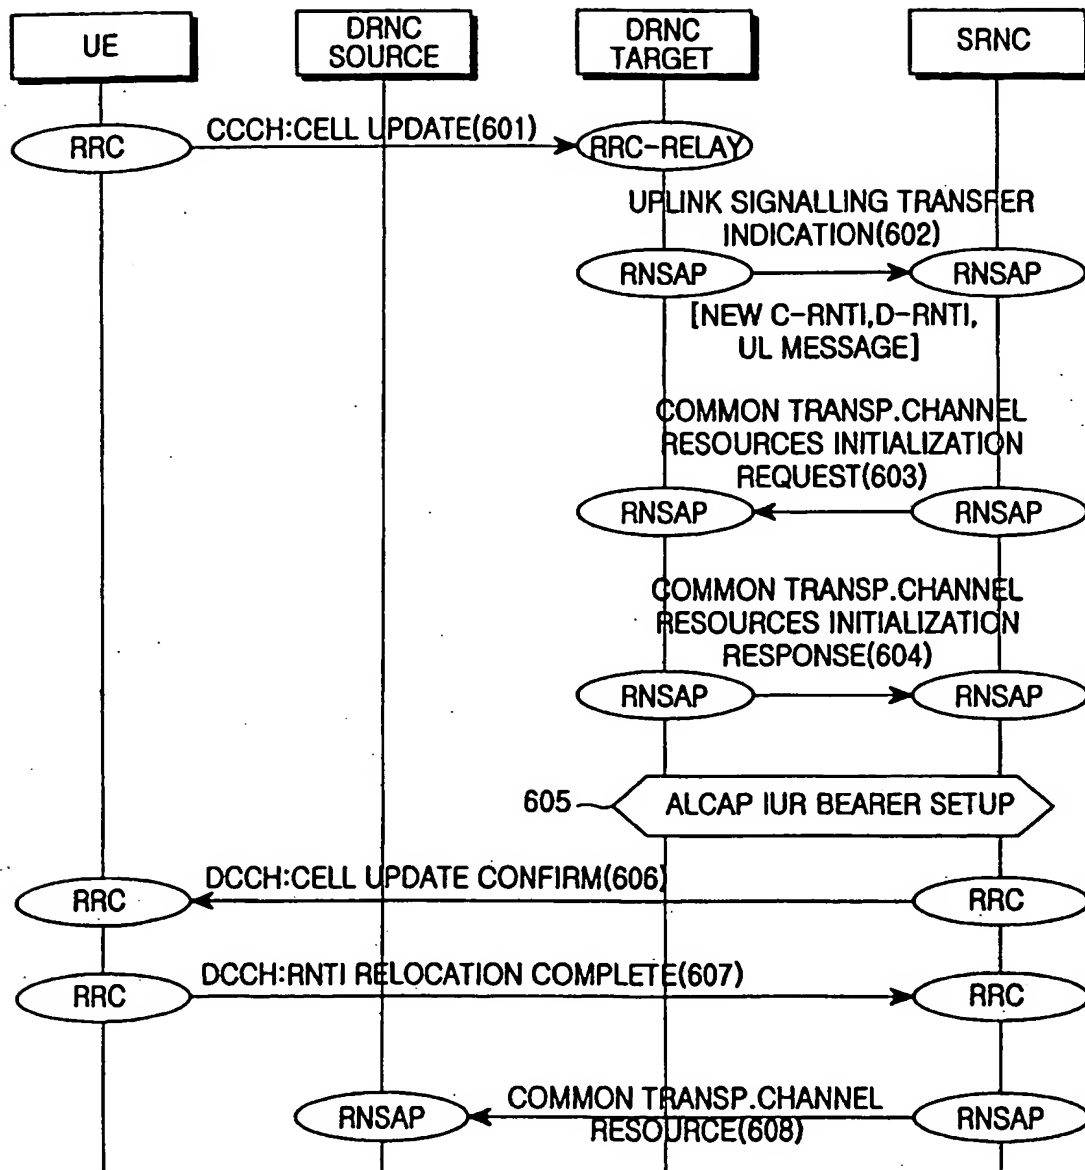 UE
DRNC
SOURCE
DRNC
TARGET
SRNC
CCCH:CELL UPDATE(601)
RRC
RRC-RELAY
UPLINK SIGNALLING TRANSFER
INDICATION(602)
RNSAP
RNSAP
[NEW C-RNTI,D-RNTI,
UL MESSAGE]
COMMON TRANSP.CHANNEL
RESOURCES INITIALIZATION
REQUEST(603)
RNSAP
RNSAP
COMMON TRANSP.CHANNEL
RESOURCES INITIALIZATION
RESPONSE(604)
RNSAP
RNSAP
605
ALCAP IUR BEARER SETUP
DCCH:CELL UPDATE CONFIRM(606)
RRC
RRC
DCCH:RNTI RELOCATION COMPLETE(607)
RRC
RRC
COMMON TRANSP.CHANNEL
RESOURCE(608)
RNSAP
RNSAP